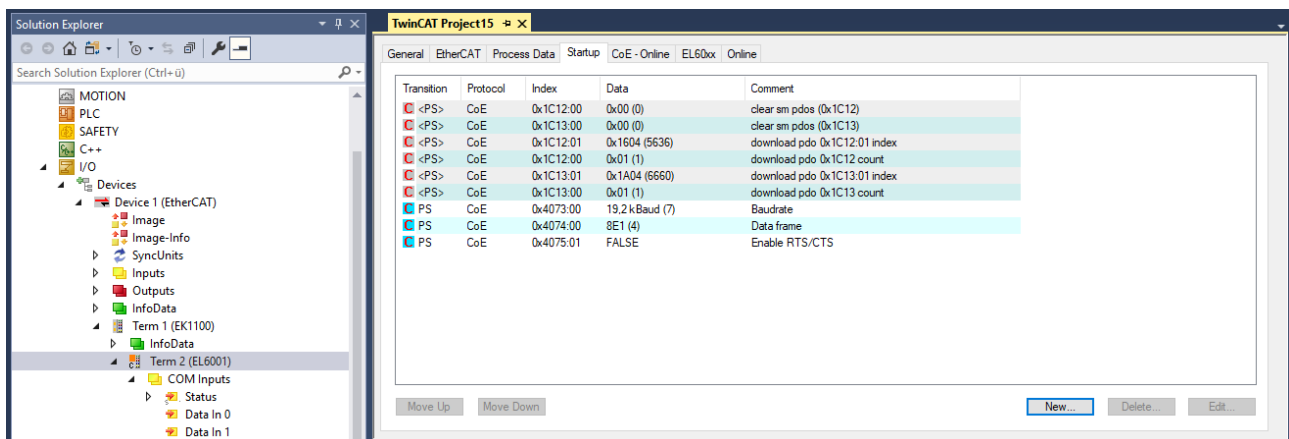 Solution Explorer
Search Solution Explorer (Ctrl+ü)
MOTION
PLC
SAFETY
C++
I/O
Devices
Device 1 (EtherCAT)
Image
Image-Info
SyncUnits
Inputs
Outputs
InfoData
Term 1 (EK1100)
InfoData
Term 2 (EL6001)
COM Inputs
Status
Data In 0
Data In 1
TwinCAT Project15
General EtherCAT Process Data Startup CoE - Online EL60xx Online
Transition Protocol Index Data Comment
C <PS> CoE 0x1C12:00 0x00 (0) clear sm pdos (0x1C12)
C <PS> CoE 0x1C13:00 0x00 (0) clear sm pdos (0x1C13)
C <PS> CoE 0x1C12:01 0x1604 (5636) download pdo 0x1C12:01 index
C <PS> CoE 0x1C12:00 0x01 (1) download pdo 0x1C12 count
C <PS> CoE 0x1C13:01 0x1A04 (6660) download pdo 0x1C13:01 index
C <PS> CoE 0x1C13:00 0x01 (1) download pdo 0x1C13 count
C PS CoE 0x4073:00 19,2 kBaud (7) Baudrate
C PS CoE 0x4074:00 8E1 (4) Data frame
C PS CoE 0x4075:01 FALSE Enable RTS/CTS
Move Up Move Down New... Delete... Edit...